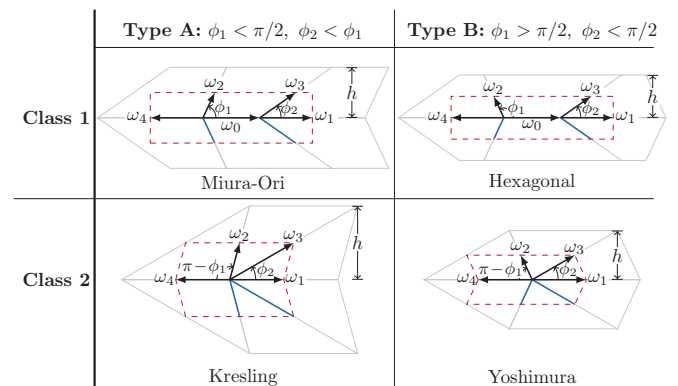 Type A: ϕ₁ < π/2, ϕ₂ < ϕ₁
Type B: ϕ₁ > π/2, ϕ₂ < π/2
Class 1
ω₂ ω₃ ϕ₁ ϕ₂ h
ω₄ ω₀ ω₁
Miura-Ori
ω₂ ω₃ ϕ₁ ϕ₂ h
ω₄ ω₀ ω₁
Hexagonal
Class 2
ω₂ ω₃ h
π−ϕ₁ ϕ₂
ω₄ ω₁
Kresling
ω₂ ω₃ h
π−ϕ₁ ϕ₂
ω₄ ω₁
Yoshimura